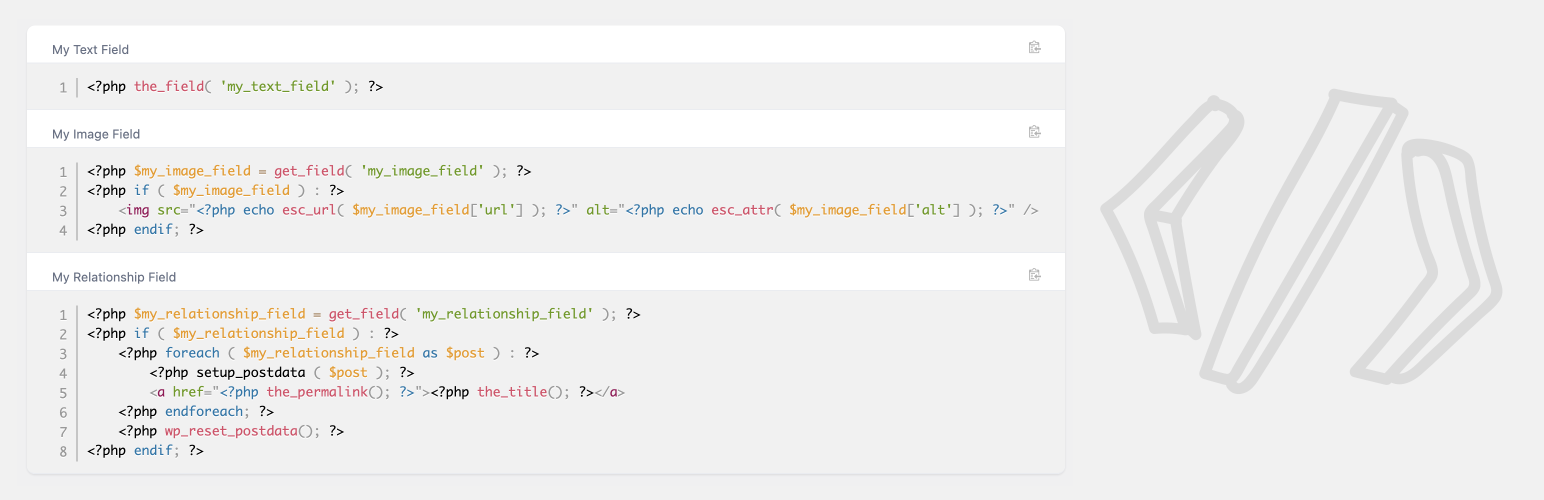 My Text Field
1 <?php the_field( 'my_text_field' ); ?>
My Image Field
1 <?php $my_image_field = get_field( 'my_image_field' ); ?>
2 <?php if ( $my_image_field ) : ?>
3     <img src="<?php echo esc_url( $my_image_field['url'] ); ?>" alt="<?php echo esc_attr( $my_image_field['alt'] ); ?>" />
4 <?php endif; ?>
My Relationship Field
1 <?php $my_relationship_field = get_field( 'my_relationship_field' ); ?>
2 <?php if ( $my_relationship_field ) : ?>
3     <?php foreach ( $my_relationship_field as $post ) : ?>
4         <?php setup_postdata ( $post ); ?>
5         <a href="<?php the_permalink(); ?>"><?php the_title(); ?></a>
6     <?php endforeach; ?>
7     <?php wp_reset_postdata(); ?>
8 <?php endif; ?>